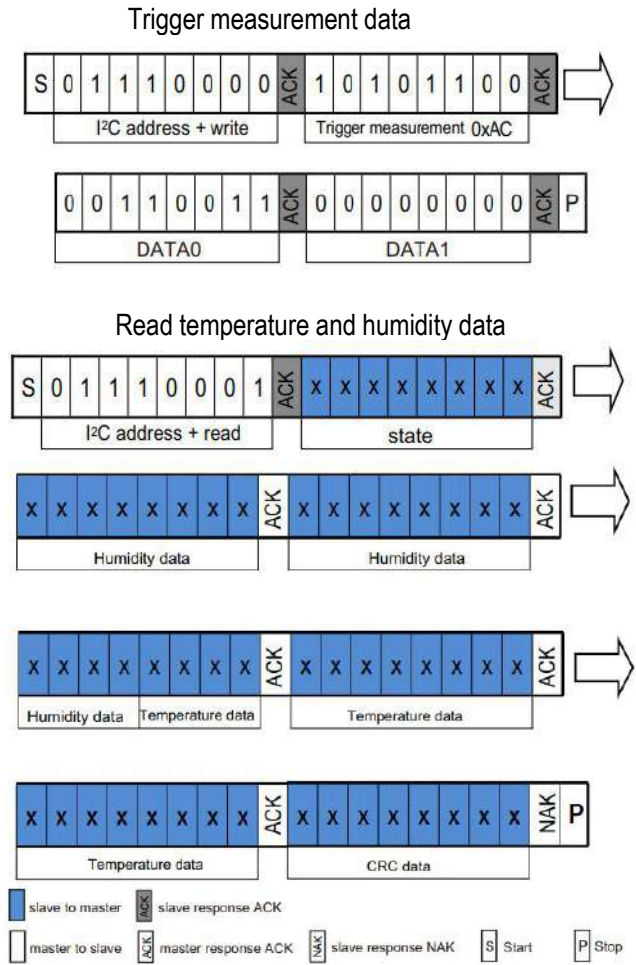 Trigger measurement data
S 0 1 1 1 0 0 0 0 ACK 1 0 1 0 1 1 0 0 ACK
I²C address + write Trigger measurement 0xAC
0 0 1 1 0 0 1 1 ACK 0 0 0 0 0 0 0 0 ACK P
DATA0 DATA1
Read temperature and humidity data
S 0 1 1 1 0 0 0 1 ACK x x x x x x x x ACK
I²C address + read state
X X X X X X X X ACK X X X X X X X X ACK
Humidity data Humidity data
X X X X X X X X ACK X X X X X X X X ACK
Humidity data Temperature data Temperature data
X X X X X X X X ACK X X X X X X X X NAK P
Temperature data CRC data
slave to master ACK slave response ACK
master to slave ACK master response ACK NAK slave response NAK S Start P Stop